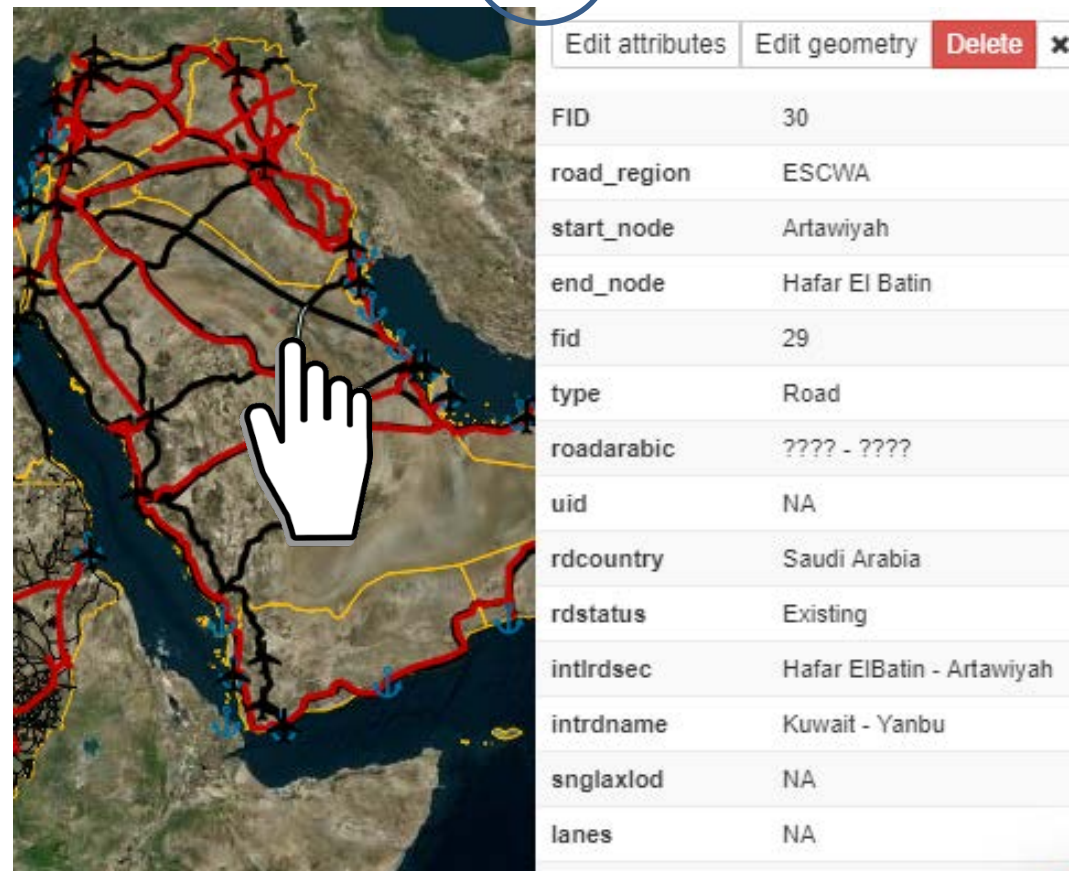 Edit attributes Edit geometry Delete ×
FID 30
road_region ESCWA
start_node Artawiyah
end_node Hafar El Batin
fid 29
type Road
roadarabic ???? - ????
uid NA
rdcountry Saudi Arabia
rdstatus Existing
intlrdsec Hafar ElBatin - Artawiyah
intrdname Kuwait - Yanbu
snglaxlod NA
lanes NA